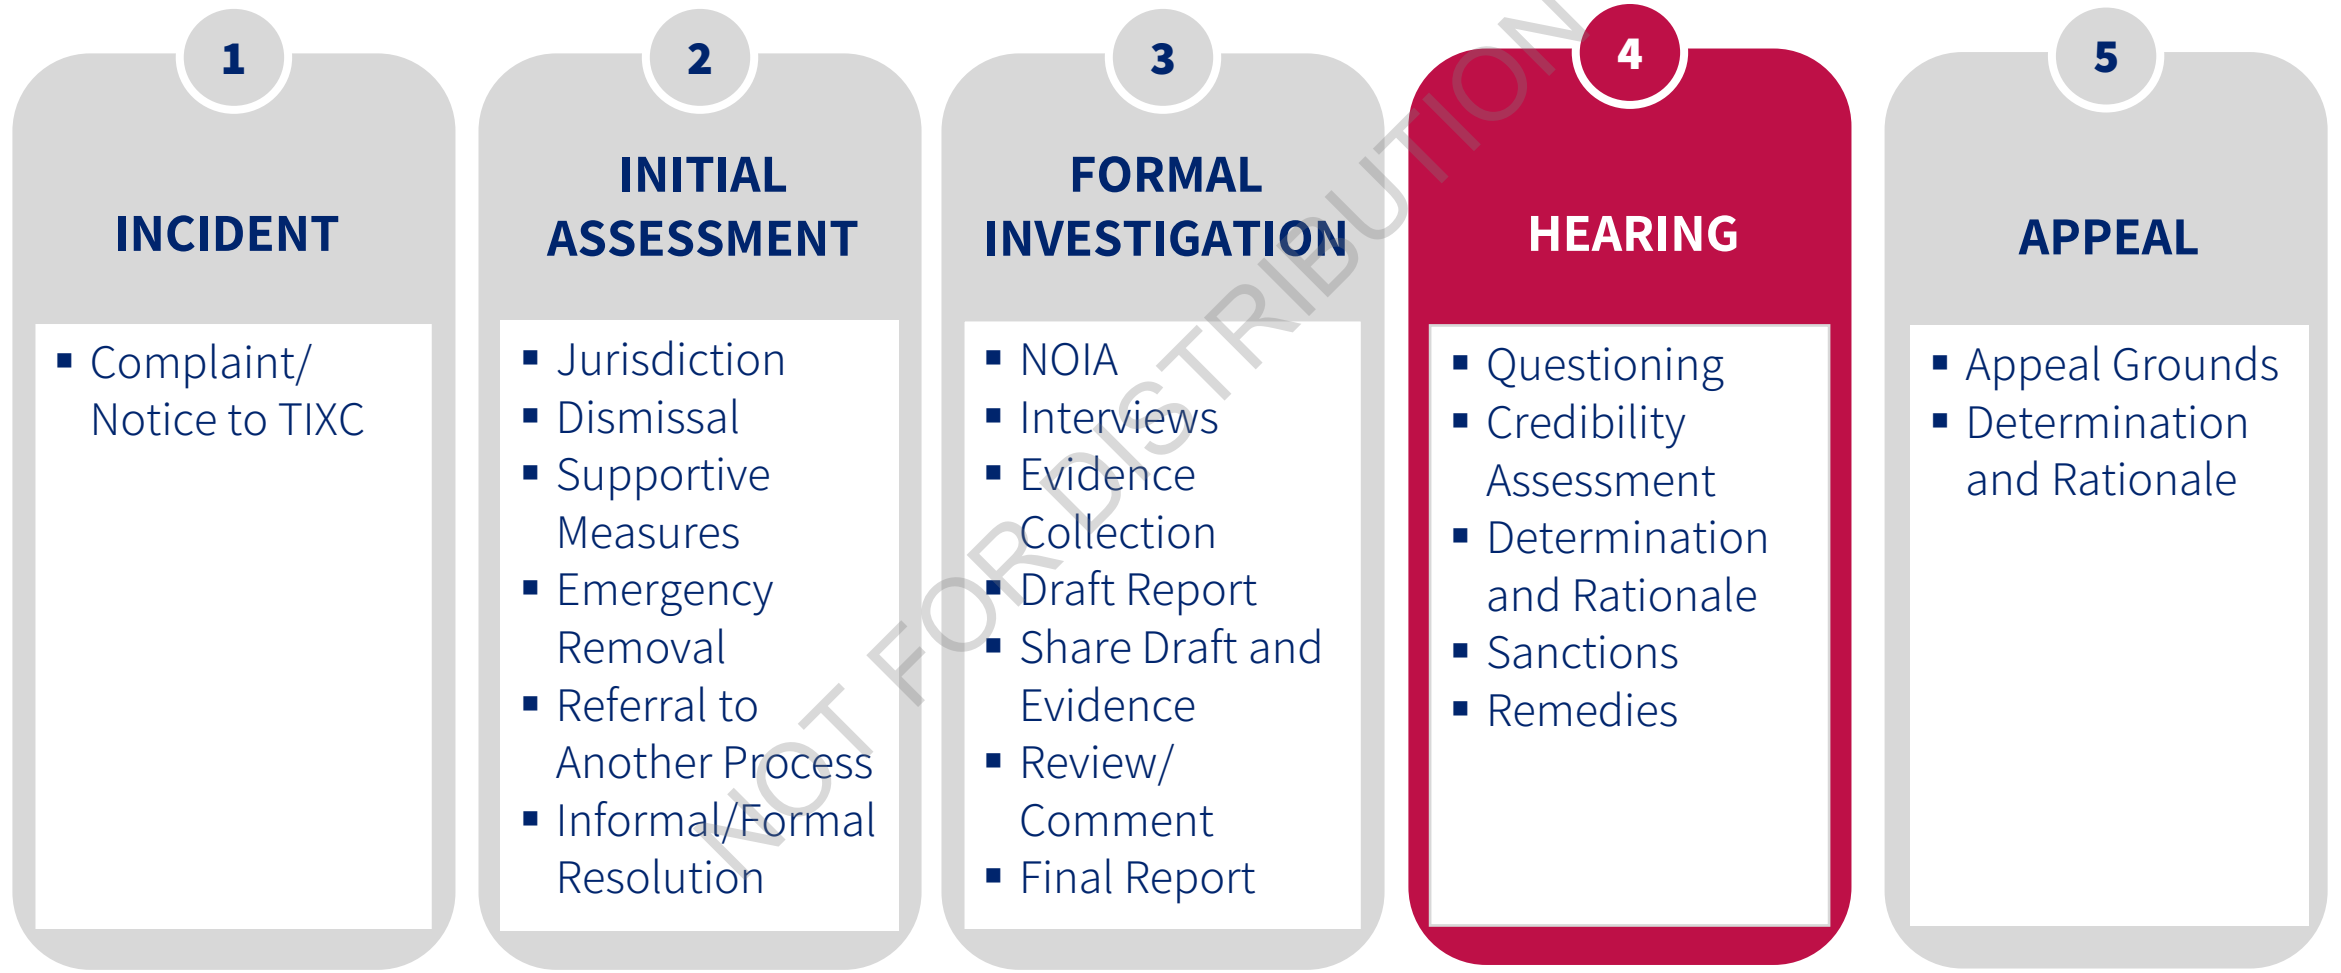 1
INCIDENT
▪ Complaint/
Notice to TIXC
2
INITIAL
ASSESSMENT
▪ Jurisdiction
▪ Dismissal
▪ Supportive
Measures
▪ Emergency
Removal
▪ Referral to
Another Process
▪ Informal/Formal
Resolution
3
FORMAL
INVESTIGATION
▪ NOIA
▪ Interviews
▪ Evidence
Collection
▪ Draft Report
▪ Share Draft and
Evidence
▪ Review/
Comment
▪ Final Report
4
HEARING
▪ Questioning
▪ Credibility
Assessment
▪ Determination
and Rationale
▪ Sanctions
▪ Remedies
5
APPEAL
▪ Appeal Grounds
▪ Determination
and Rationale
NOT FOR DISTRIBUTION